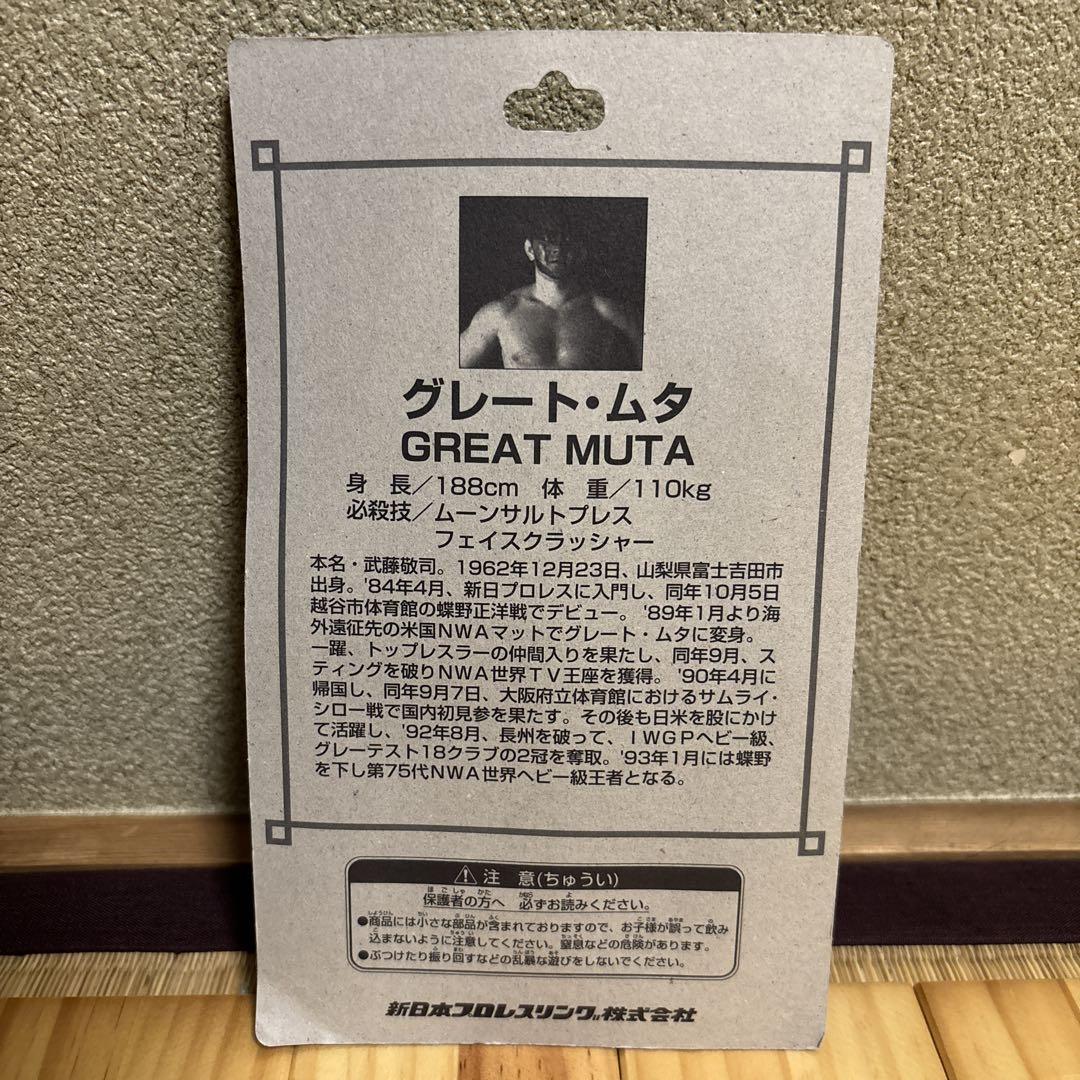 グレート・ムタ
GREAT MUTA
身 長／188cm 体 重／110kg
必殺技／ムーンサルトプレス
フェイスクラッシャー
本名・武藤敬司。1962年12月23日、山梨県富士吉田市
出身。'84年4月、新日プロレスに入門し、同年10月5日
越谷市体育館の蝶野正洋戦でデビュー。'89年1月より海
外遠征先の米国NWAマットでグレート・ムタに変身。
一躍、トップレスラーの仲間入りを果たし、同年9月、ス
ティングを破りNWA世界TV王座を獲得。'90年4月に
帰国し、同年9月7日、大阪府立体育館におけるサムライ・
シロー戦で国内初見参を果たす。その後も日米を股にかけ
て活躍し、'92年8月、長州を破って、IWGPヘビー級、
グレーテスト18クラブの2冠を奪取。'93年1月には蝶野
を下し第75代NWA世界ヘビー級王者となる。
⚠注 意(ちゅうい)
保護者の方へ 必ずお読みください。
●商品には小さな部品が含まれておりますので、お子様が誤って飲み
込まないように注意してください。窒息などの危険があります。
●ぶつけたり振り回すなどの乱暴な遊びをしないでください。
新日本プロレスリング株式会社